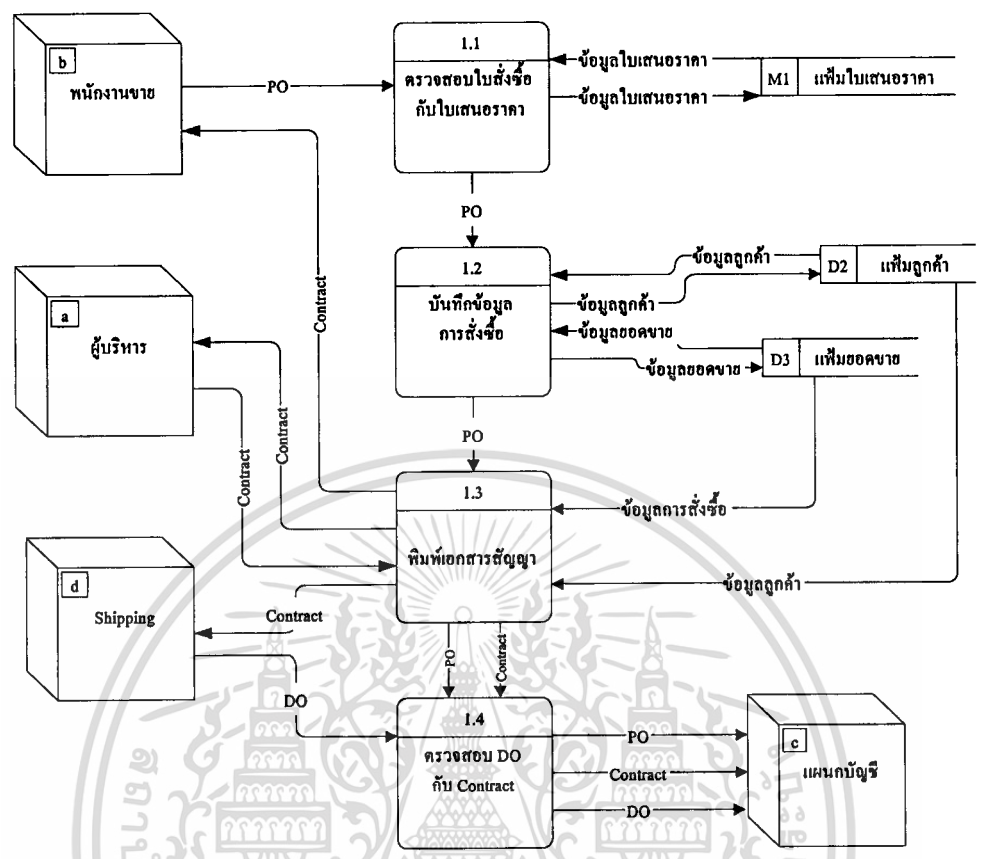 b
พนักงานขาย
PO
1.1
ตรวจสอบใบสั่งซื้อ
กับใบเสนอราคา
ข้อมูลใบเสนอราคา
ข้อมูลใบเสนอราคา
M1
แฟ้มใบเสนอราคา
PO
Contract
1.2
บันทึกข้อมูล
การสั่งซื้อ
ข้อมูลลูกค้า
ข้อมูลลูกค้า
D2
แฟ้มลูกค้า
ข้อมูลยอดขาย
ข้อมูลยอดขาย
D3
แฟ้มยอดขาย
a
ผู้บริหาร
Contract
Contract
PO
1.3
พิมพ์เอกสารสัญญา
ข้อมูลการสั่งซื้อ
ข้อมูลลูกค้า
d
Shipping
Contract
DO
PO
Contract
1.4
ตรวจสอบ DO
กับ Contract
PO
Contract
DO
c
แผนกบัญชี